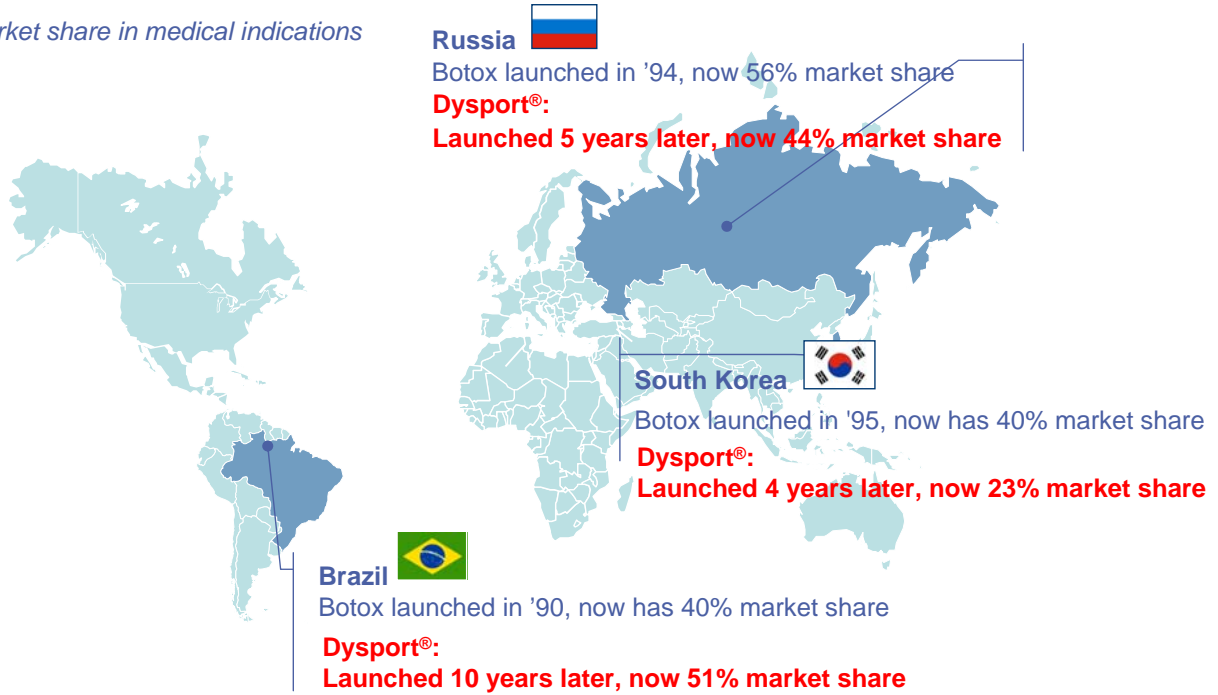 market share in medical indications
Russia
Botox launched in ’94, now 56% market share
Dysport®:
Launched 5 years later, now 44% market share
South Korea
Botox launched in '95, now has 40% market share
Dysport®:
Launched 4 years later, now 23% market share
Brazil
Botox launched in ’90, now has 40% market share
Dysport®:
Launched 10 years later, now 51% market share